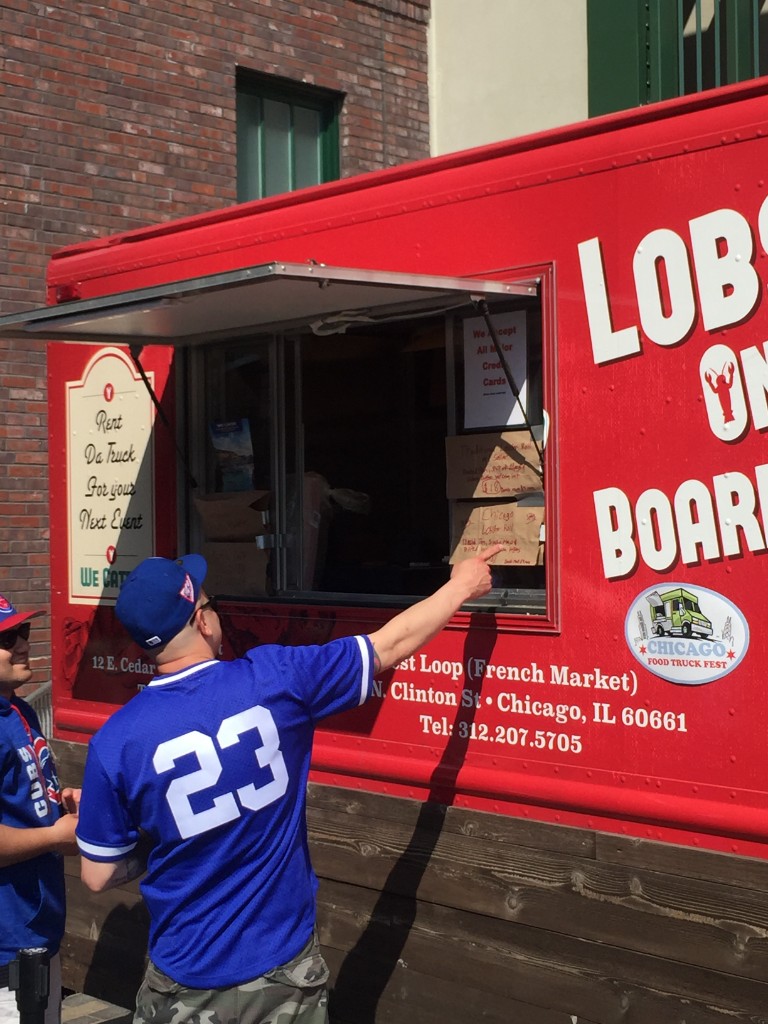 We Accept
All Major
Credit
Cards
LOBS
ON
BOAR
Rent
Da Truck
For your
Next Event
WE CAT
Chicago
CHICAGO
FOOD TRUCK FEST
12 E. Cedar
est Loop (French Market)
N. Clinton St • Chicago, IL 60661
Tel: 312.207.5705
23
CUBS